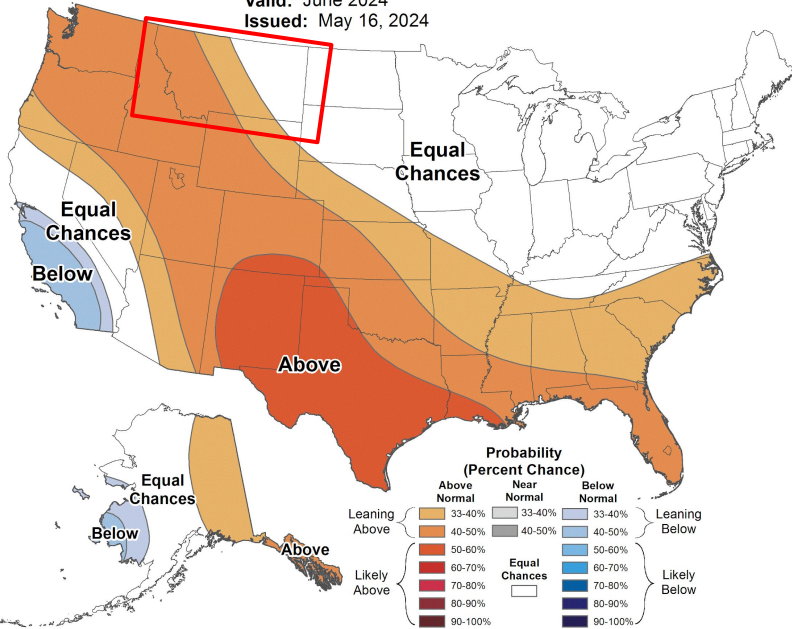 Valid: June 2024
Issued: May 16, 2024
Equal
Chances
Equal
Chances
Below
Above
Equal
Chances
Below
Above
Probability
(Percent Chance)
Above
Normal
Near
Normal
Below
Normal
Leaning
Above
33-40%
33-40%
33-40%
Leaning
Below
40-50%
40-50%
40-50%
Likely
Above
50-60%
50-60%
Likely
Below
60-70%
Equal
Chances
60-70%
70-80%
70-80%
80-90%
80-90%
90-100%
90-100%